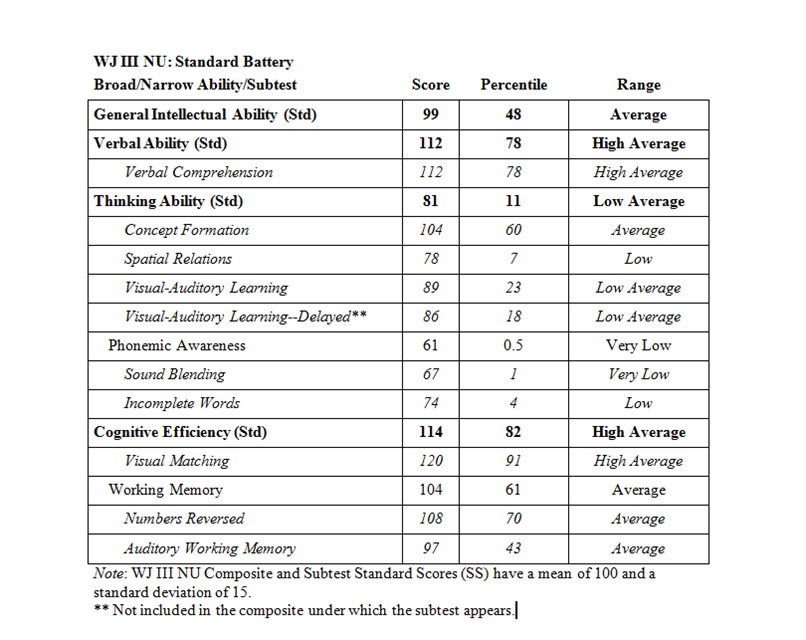 WJ III NU: Standard Battery
Broad/Narrow Ability/Subtest Score Percentile Range
General Intellectual Ability (Std) 99 48 Average
Verbal Ability (Std) 112 78 High Average
Verbal Comprehension 112 78 High Average
Thinking Ability (Std) 81 11 Low Average
Concept Formation 104 60 Average
Spatial Relations 78 7 Low
Visual-Auditory Learning 89 23 Low Average
Visual-Auditory Learning--Delayed** 86 18 Low Average
Phonemic Awareness 61 0.5 Very Low
Sound Blending 67 1 Very Low
Incomplete Words 74 4 Low
Cognitive Efficiency (Std) 114 82 High Average
Visual Matching 120 91 High Average
Working Memory 104 61 Average
Numbers Reversed 108 70 Average
Auditory Working Memory 97 43 Average
Note: WJ III NU Composite and Subtest Standard Scores (SS) have a mean of 100 and a
standard deviation of 15.
** Not included in the composite under which the subtest appears.